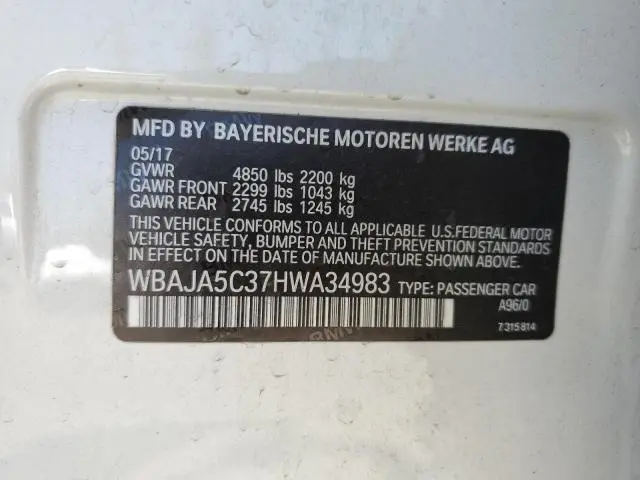 MFD BY BAYERISCHE MOTOREN WERKE AG
05/17
GVWR 4850 lbs 2200 kg
GAWR FRONT 2299 lbs 1043 kg
GAWR REAR 2745 lbs 1245 kg
THIS VEHICLE CONFORMS TO ALL APPLICABLE U.S.FEDERAL MOTOR
VEHICLE SAFETY, BUMPER AND THEFT PREVENTION STANDARDS
IN EFFECT ON THE DATE OF MANUFACTURE SHOWN ABOVE.
WBAJA5C37HWA34983 TYPE: PASSENGER CAR
A96/0
7315814
BMW